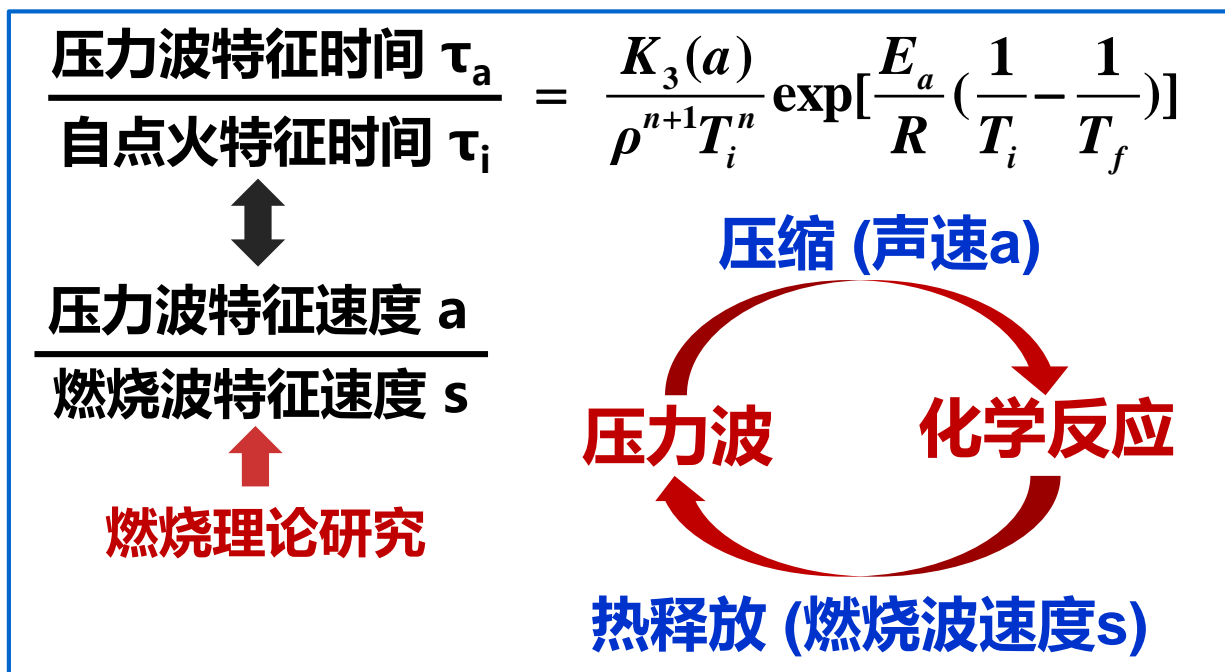 压力波特征时间 τₐ
自点火特征时间 τᵢ
= K₃(a) / ρⁿ⁺¹Tᵢⁿ exp[Eₐ/R (1/Tᵢ − 1/T_f)]
压缩 (声速a)
压力波特征速度 a
燃烧波特征速度 s
压力波
化学反应
燃烧理论研究
热释放 (燃烧波速度s)